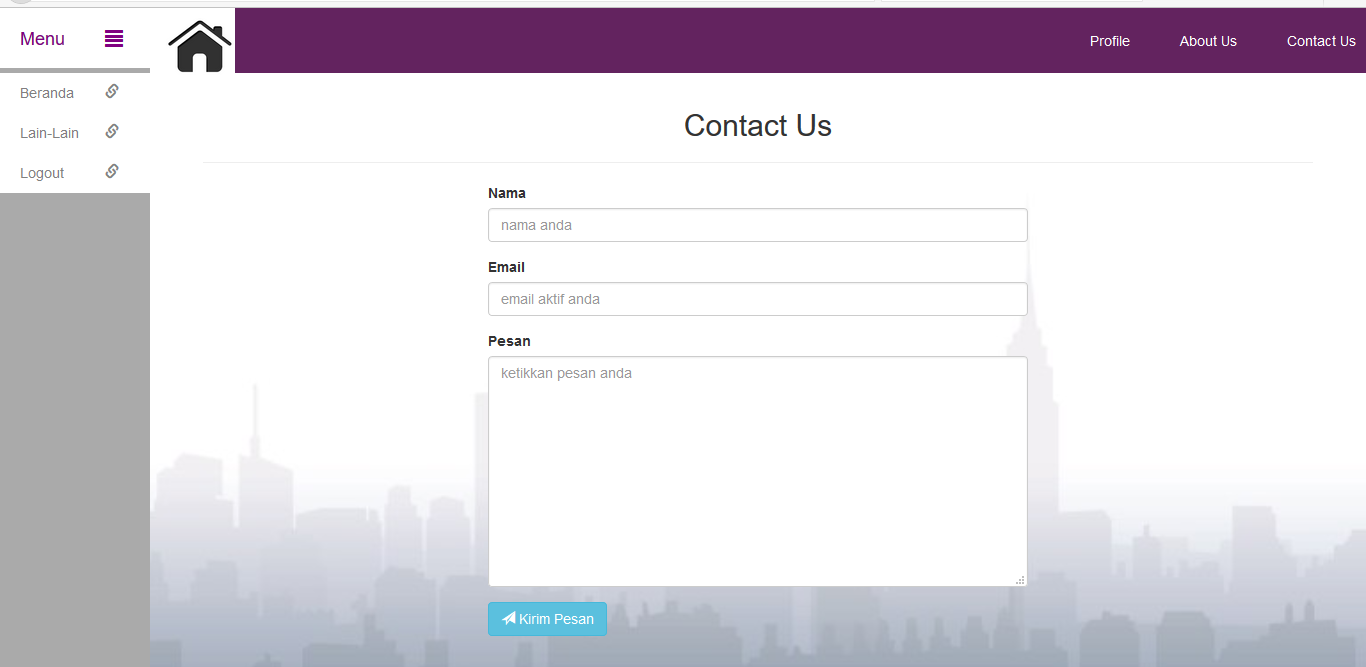 Menu
Profile
About Us
Contact Us
Beranda
Lain-Lain
Logout
Contact Us
Nama
nama anda
Email
email aktif anda
Pesan
ketikkan pesan anda
Kirim Pesan